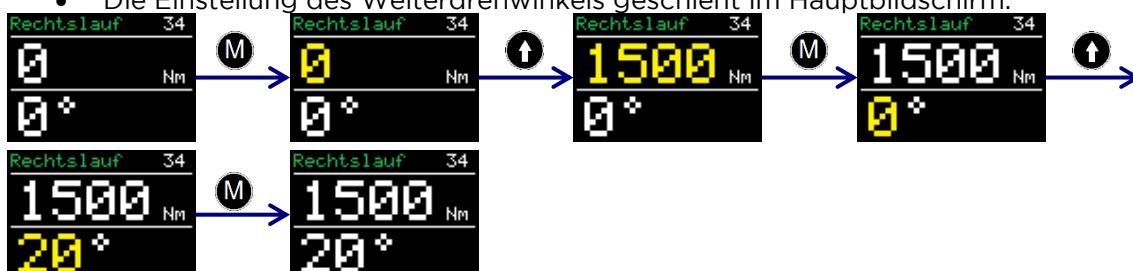 • Die Einstellung des Weiterdrehwinkels geschieht im Hauptbildschirm.
Rechtslauf 34
0 Nm
0°
M
Rechtslauf 34
0 Nm
0°
Rechtslauf 34
1500 Nm
0°
M
Rechtslauf 34
1500 Nm
0°
Rechtslauf 34
1500 Nm
20°
M
Rechtslauf 34
1500 Nm
20°